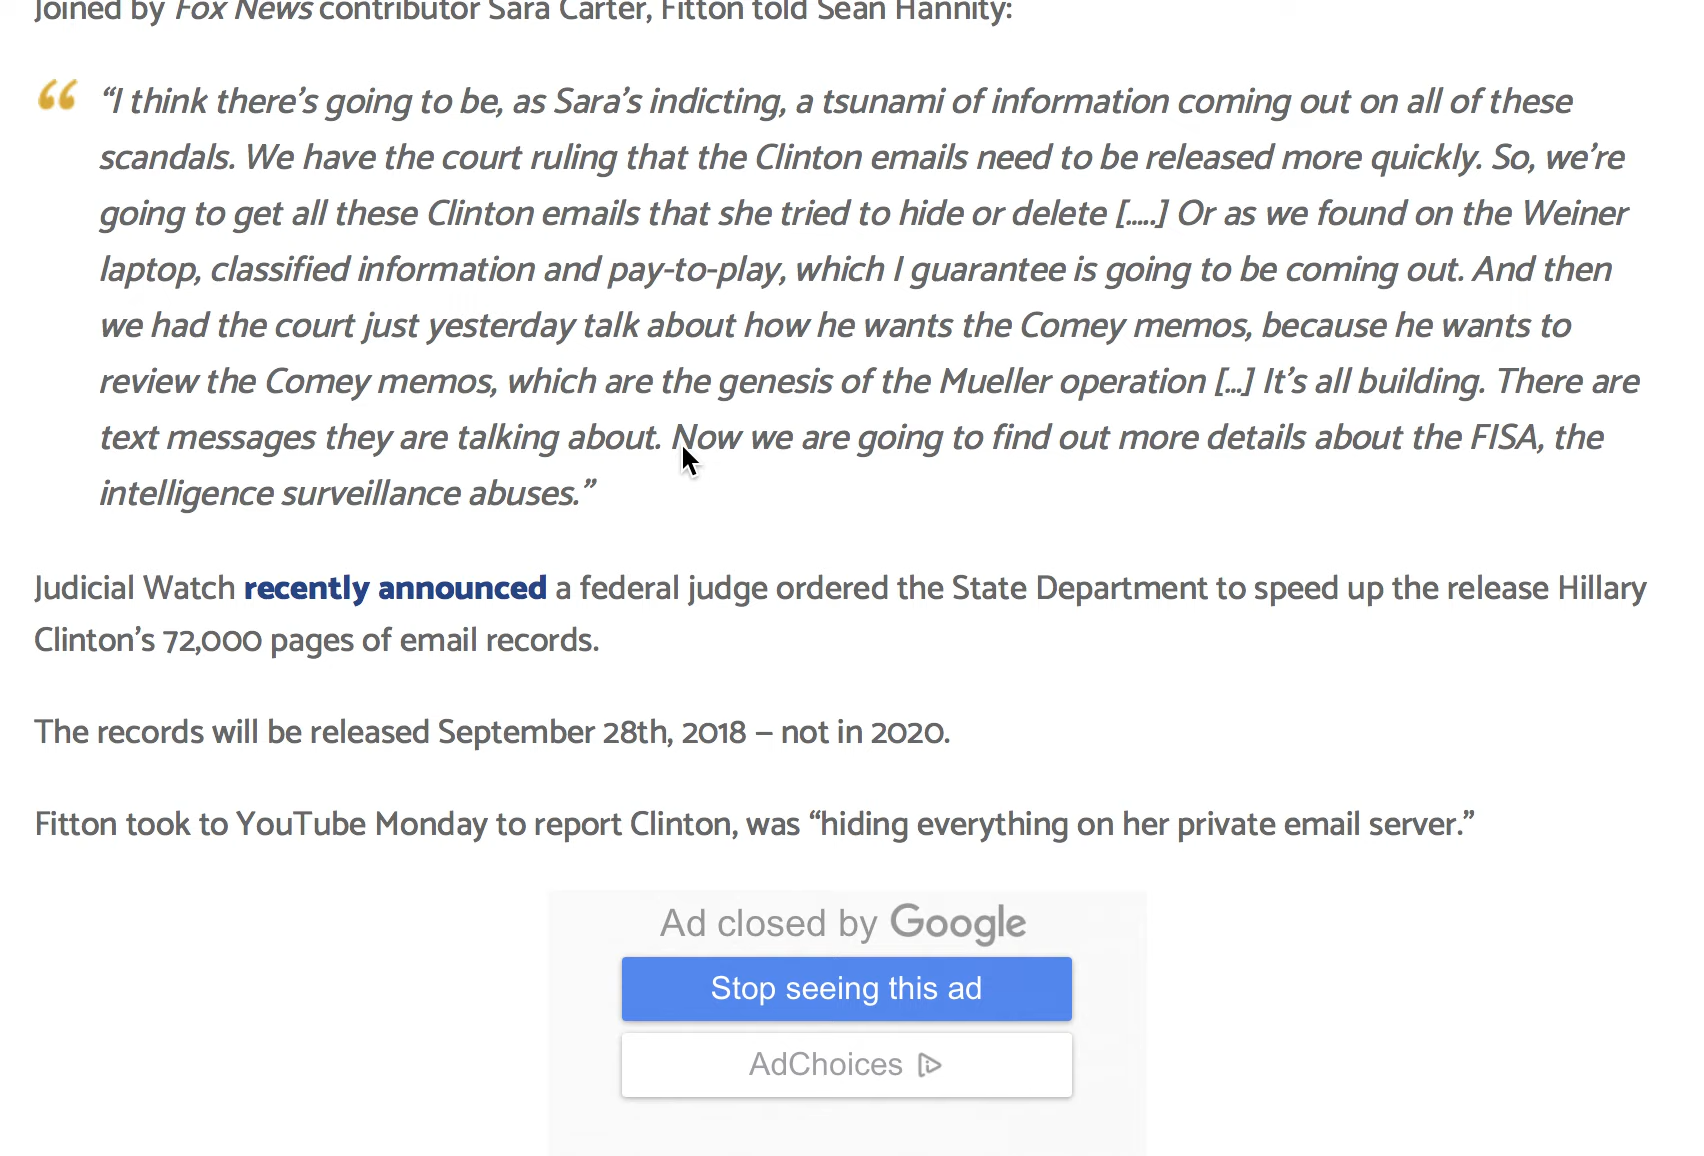 Joined by Fox News contributor Sara Carter, Fitton told Sean Hannity:
“I think there’s going to be, as Sara’s indicting, a tsunami of information coming out on all of these
scandals. We have the court ruling that the Clinton emails need to be released more quickly. So, we’re
going to get all these Clinton emails that she tried to hide or delete [.....] Or as we found on the Weiner
laptop, classified information and pay-to-play, which I guarantee is going to be coming out. And then
we had the court just yesterday talk about how he wants the Comey memos, because he wants to
review the Comey memos, which are the genesis of the Mueller operation [...] It’s all building. There are
text messages they are talking about. Now we are going to find out more details about the FISA, the
intelligence surveillance abuses.”
Judicial Watch recently announced a federal judge ordered the State Department to speed up the release Hillary
Clinton’s 72,000 pages of email records.
The records will be released September 28th, 2018 – not in 2020.
Fitton took to YouTube Monday to report Clinton, was “hiding everything on her private email server.”
Ad closed by Google
Stop seeing this ad
AdChoices